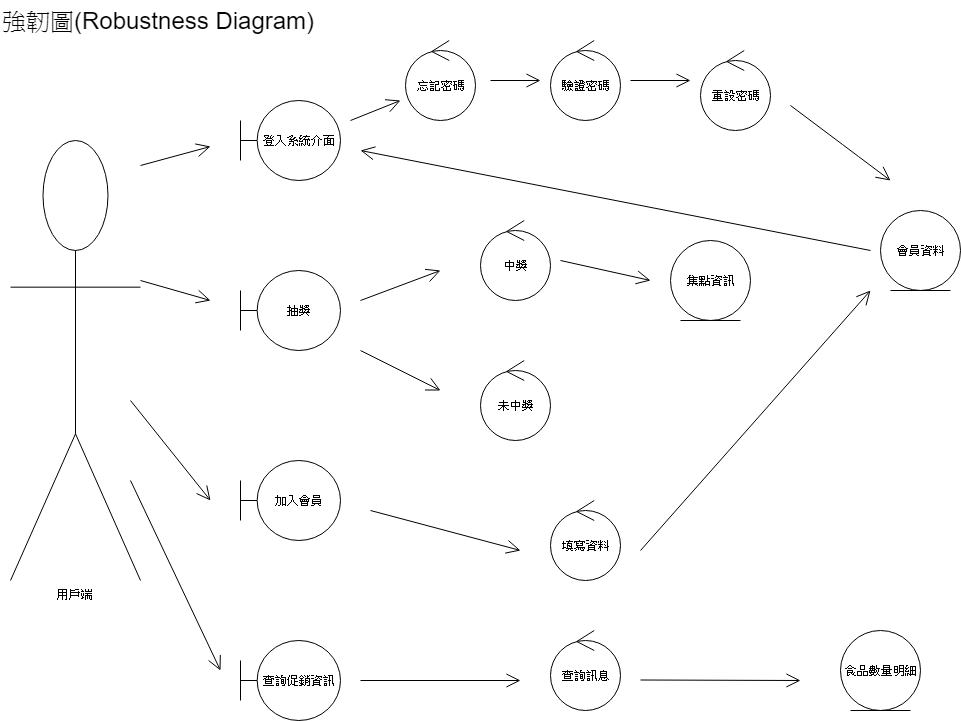 強韌圖(Robustness Diagram)
忘記密碼
驗證密碼
重設密碼
登入系統介面
會員資料
中獎
集點資訊
抽獎
未中獎
加入會員
填寫資料
用戶端
查詢促銷資訊
查詢訊息
食品數量明細